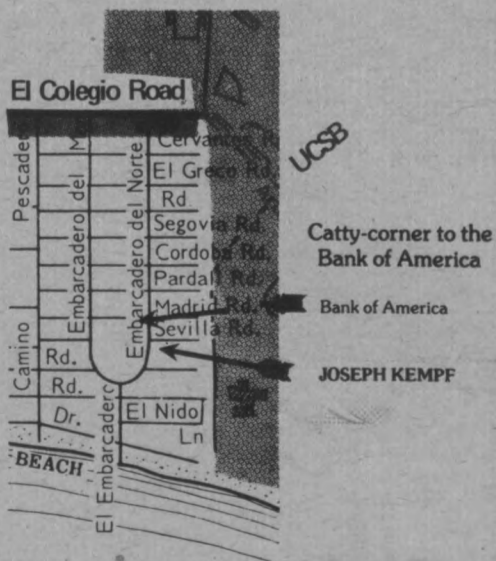 El Colegio Road
Pescadero
Embarcadero del M
Embarcadero del Norte
Cervantes R
El Greco Rd.
Rd
Segovia Rd.
Cordoba Rd.
Pardall Rd.
Madrid Rd.
Sevilla Rd.
UCSB
Catty-corner to the
Bank of America
Bank of America
JOSEPH KEMPF
Camino
Rd.
Rd.
Dr.
El Nido
Ln
BEACH
El Embarcadero